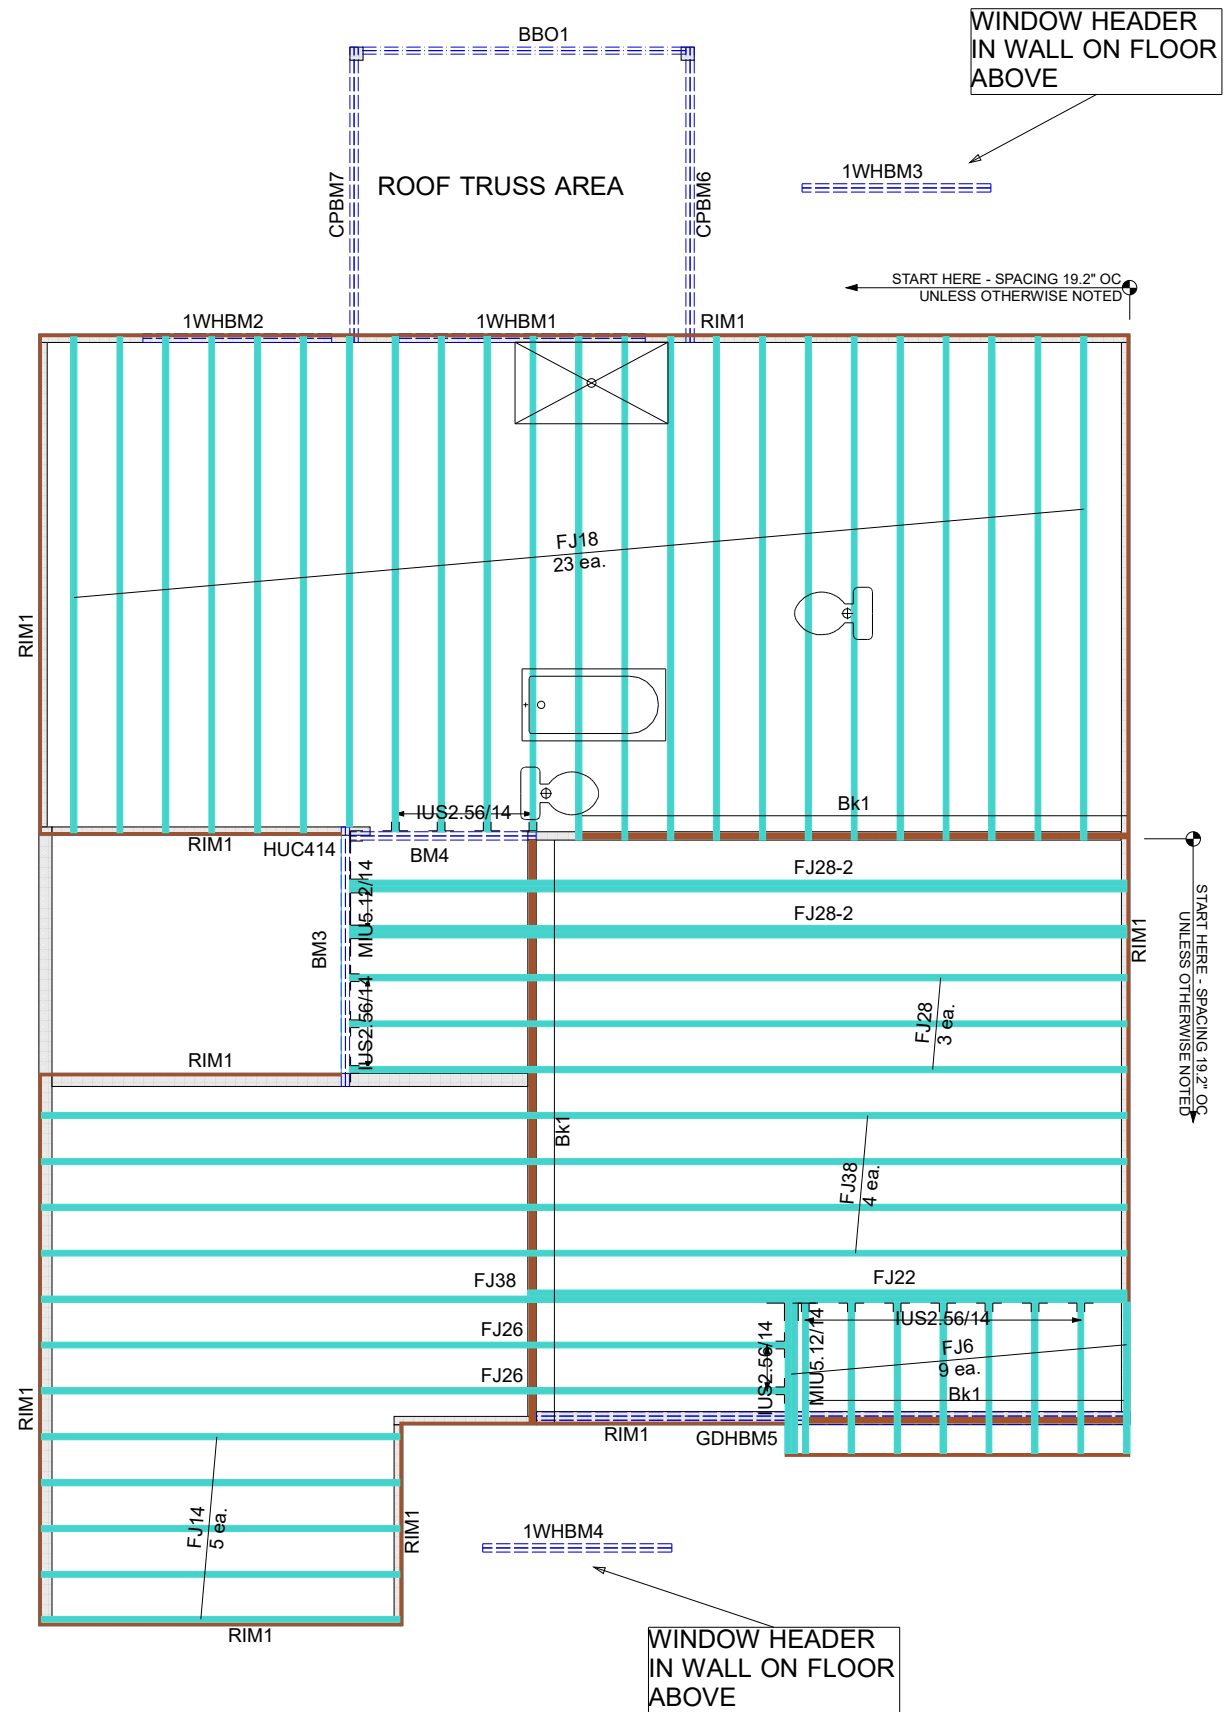 BBO1
WINDOW HEADER
IN WALL ON FLOOR
ABOVE
CPBM7
ROOF TRUSS AREA
CPBM6
1WHBM3
START HERE - SPACING 19.2" OC
UNLESS OTHERWISE NOTED
1WHBM2
1WHBM1
RIM1
FJ18
23 ea.
RIM1
IUS2.56/14
Bk1
RIM1
HUC414
BM4
MIU5.12/14
FJ28-2
FJ28-2
BM3
RIM1
START HERE - SPACING 19.2" OC
UNLESS OTHERWISE NOTED
IUS2.56/14
FJ28
3 ea.
RIM1
Bk1
FJ38
4 ea.
FJ38
FJ22
IUS2.56/14
FJ26
IUS2.56/14
MIU5.12/14
FJ6
9 ea.
FJ26
Bk1
RIM1
RIM1
GDHBM5
FJ14
5 ea.
RIM1
1WHBM4
RIM1
WINDOW HEADER
IN WALL ON FLOOR
ABOVE